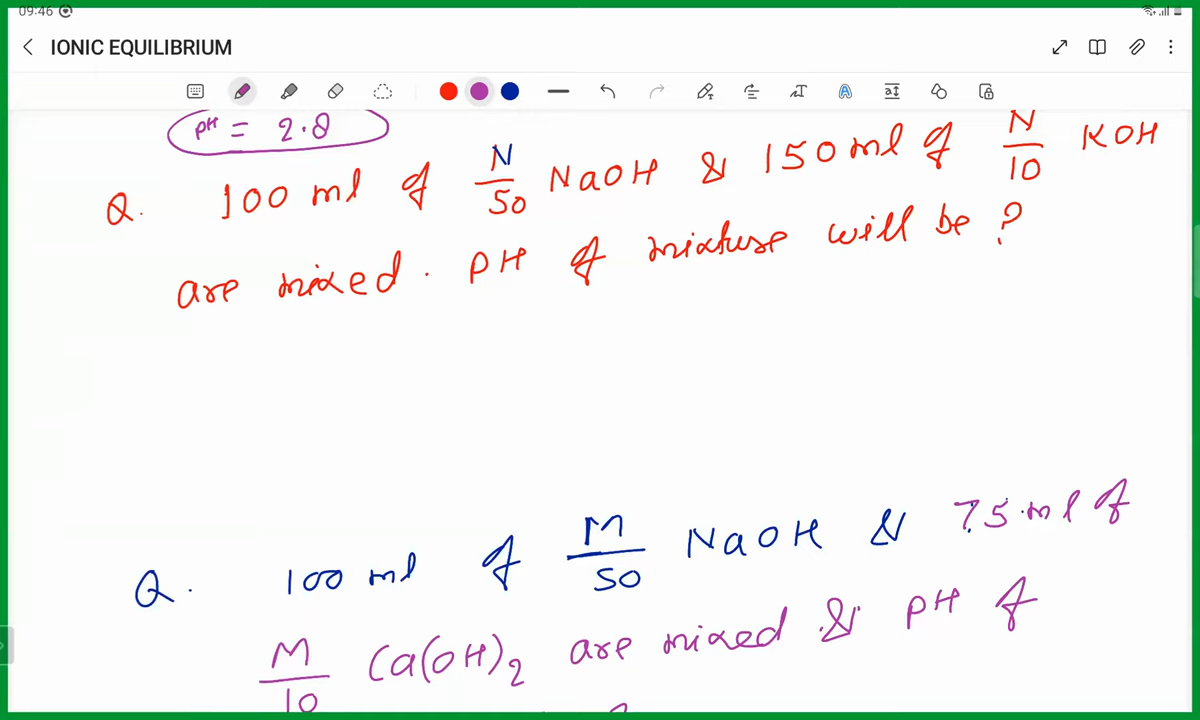 09:46
IONIC EQUILIBRIUM
pH = 2.8
Q. 100 ml of N/50 NaOH & 150 ml of N/10 KOH
are mixed. PH of mixture will be ?
Q. 100 ml of M/50 NaOH & 75 ml of
M/10 Ca(OH)2 are mixed & PH of